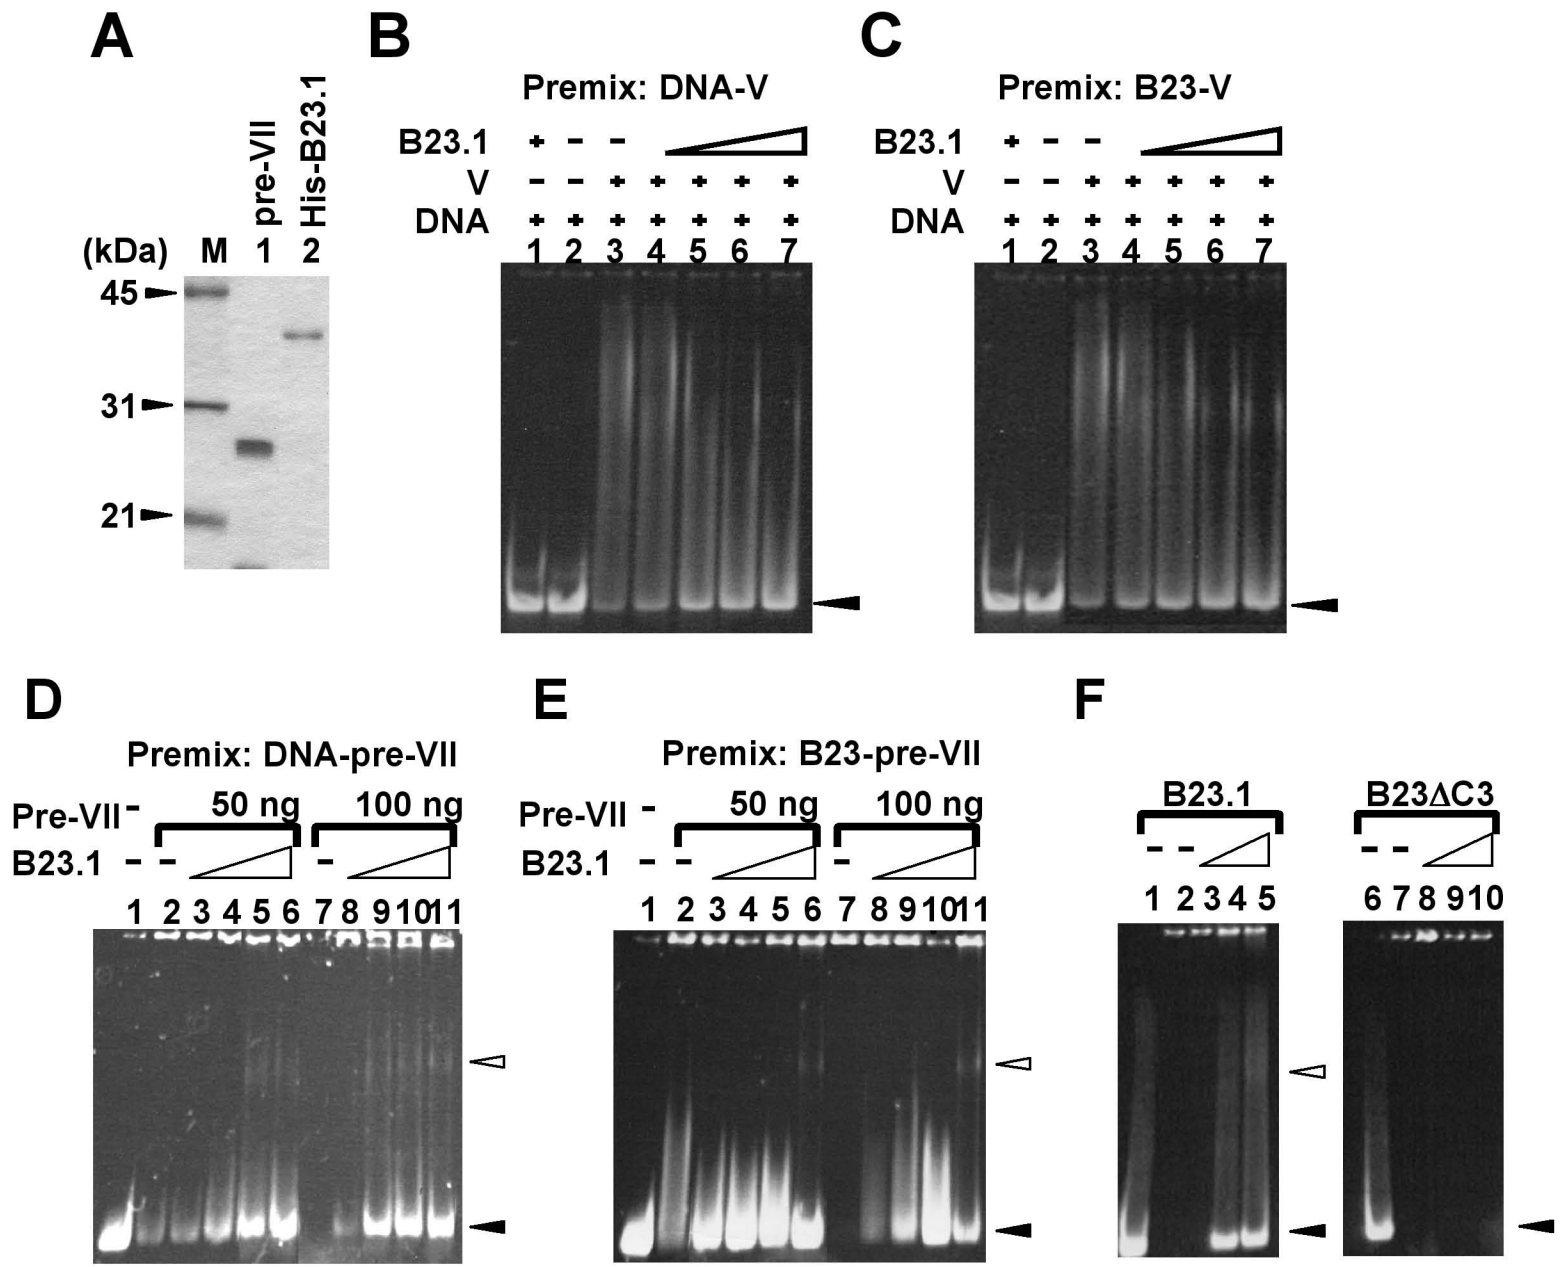 A
pre-VII
His-B23.1
(kDa) M 1 2
45
31
21
B
Premix: DNA-V
B23.1 + - -
V - - + + + + +
DNA + + + + + + +
1 2 3 4 5 6 7
C
Premix: B23-V
B23.1 + - -
V - - + + + + +
DNA + + + + + + +
1 2 3 4 5 6 7
D
Premix: DNA-pre-VII
Pre-VII - 50 ng 100 ng
B23.1 - - -
1 2 3 4 5 6 7 8 9 10 11
E
Premix: B23-pre-VII
Pre-VII - 50 ng 100 ng
B23.1 - - -
1 2 3 4 5 6 7 8 9 10 11
F
B23.1 B23ΔC3
- - - -
1 2 3 4 5 6 7 8 9 10